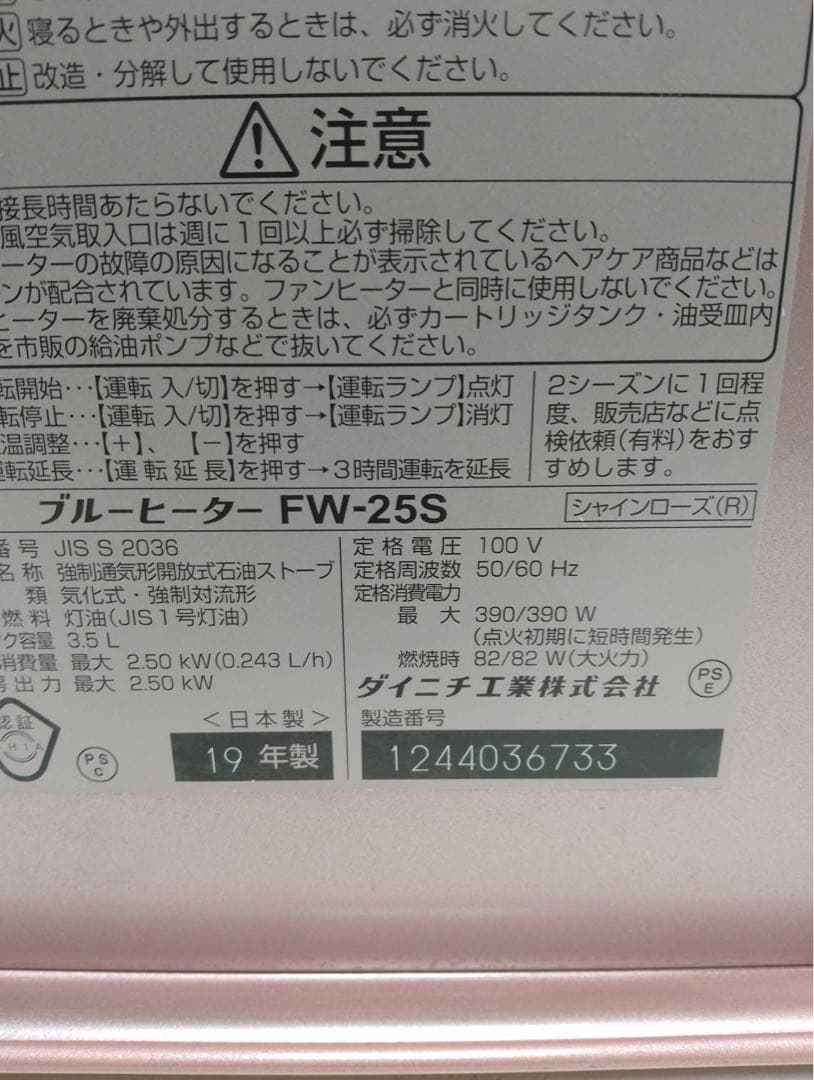 火 寝るときや外出するときは、必ず消火してください。
止 改造・分解して使用しないでください。
注意
接長時間あたらないでください。
風空気取入口は週に1回以上必ず掃除してください。
ーターの故障の原因になることが表示されているヘアケア商品などは
ンが配合されています。ファンヒーターと同時に使用しないでください。
ヒーターを廃棄処分するときは、必ずカートリッジタンク・油受皿内
を市販の給油ポンプなどで抜いてください。
転開始･･･【運転 入/切】を押す→【運転ランプ】点灯
転停止･･･【運転 入/切】を押す→【運転ランプ】消灯
温調整･･･【＋】、【－】を押す
運転延長･･･【運 転 延 長】を押す→3時間運転を延長
2シーズンに1回程
度、販売店などに点
検依頼(有料)をおす
すめします。
ブルーヒーター FW-25S
シャインローズ(R)
番号 JIS S 2036
名 称 強制通気形開放式石油ストーブ
類 気化式・強制対流形
燃 料 灯油(JIS1号灯油)
ク容量 3.5 L
消費量 最大 2.50 kW(0.243 L/h)
出 力 最大 2.50 kW
定 格 電 圧 100 V
定格周波数 50/60 Hz
定格消費電力
最 大 390/390 W
(点火初期に短時間発生)
燃焼時 82/82 W(大火力)
ダイニチ工業株式会社
PS
E
認証
HIA
PS
C
＜日本製＞
19 年製
製造番号
1244036733